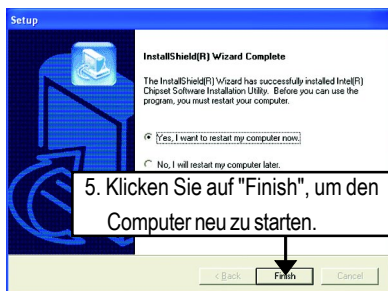 Setup
InstallShield(R) Wizard Complete
The InstallShield(R) Wizard has successfully installed Intel(R)
Chipset Software Installation Utility. Before you can use the
program, you must restart your computer.
Yes, I want to restart my computer now.
No, I will restart my computer later.
5. Klicken Sie auf "Finish", um den
Computer neu zu starten.
< Back Finish Cancel